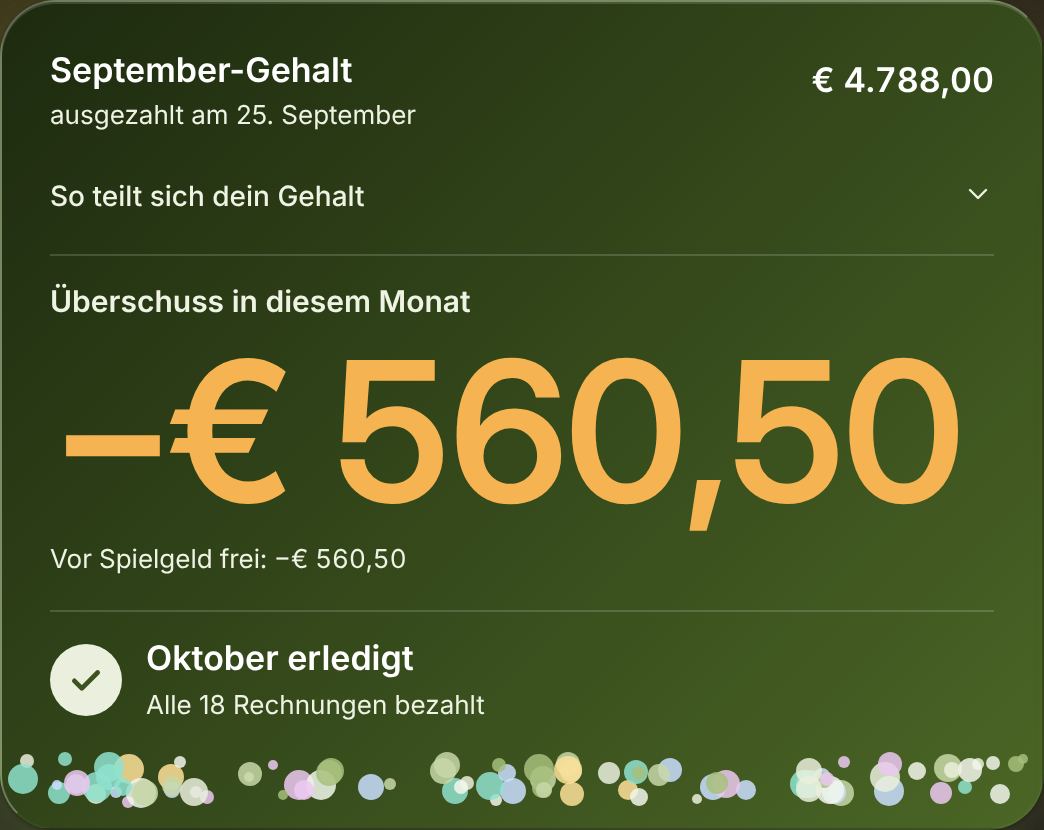 September-Gehalt
€ 4.788,00
ausgezahlt am 25. September
So teilt sich dein Gehalt
Überschuss in diesem Monat
−€ 560,50
Vor Spielgeld frei: −€ 560,50
Oktober erledigt
Alle 18 Rechnungen bezahlt